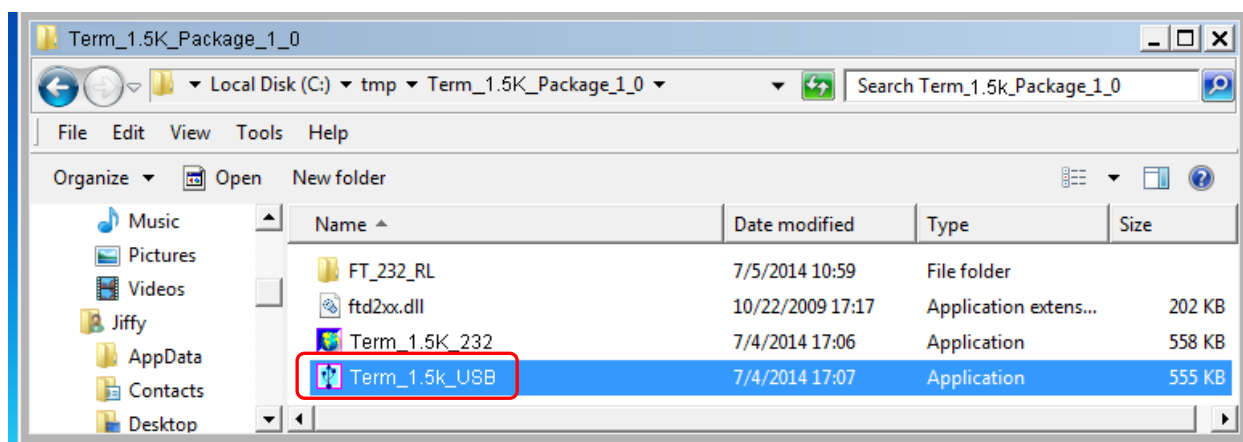 Term_1.5K_Package_1_0
Local Disk (C:) tmp Term_1.5K_Package_1_0 Search Term_1.5k_Package_1_0
File Edit View Tools Help
Organize Open New folder
Music
Pictures
Videos
Jiffy
AppData
Contacts
Desktop
Name Date modified Type Size
FT_232_RL 7/5/2014 10:59 File folder
ftd2xx.dll 10/22/2009 17:17 Application extens... 202 KB
Term_1.5K_232 7/4/2014 17:06 Application 558 KB
Term_1.5k_USB 7/4/2014 17:07 Application 555 KB